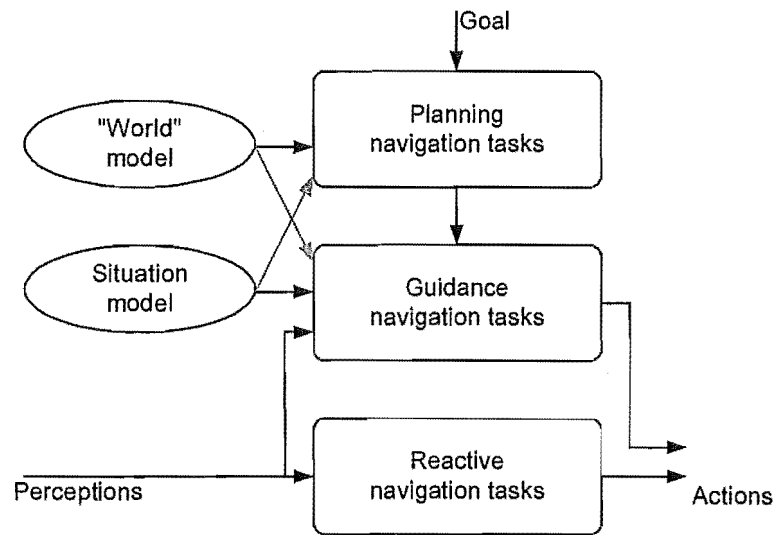 Goal
Planning
navigation tasks
"World"
model
Situation
model
Guidance
navigation tasks
Reactive
navigation tasks
Perceptions
Actions